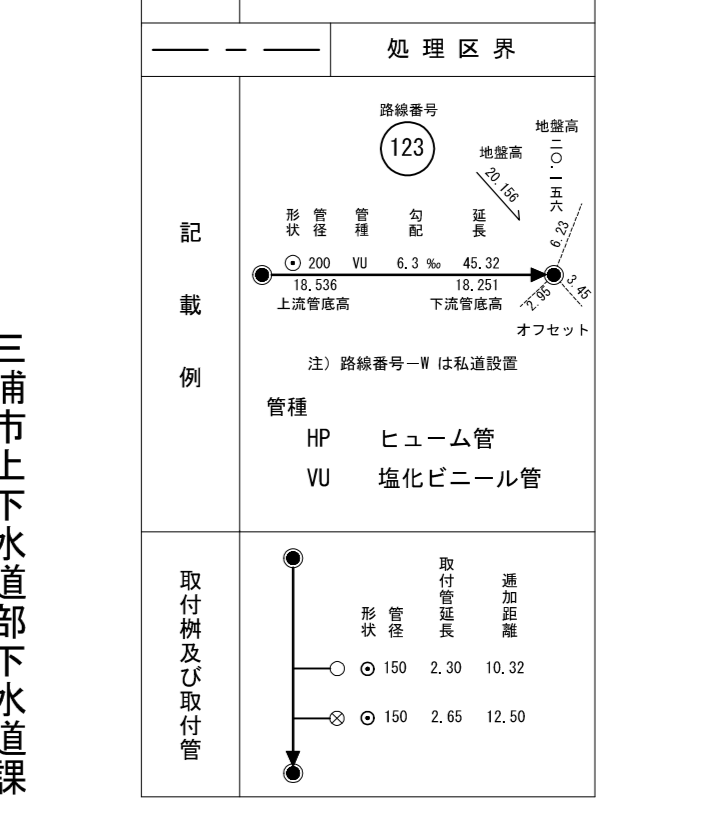 処理区界
記載例
路線番号
123
地盤高
20.156
地盤高
二〇.一五六
形状 管径 管種 勾配 延長
200 VU 6.3 ‰ 45.32
18.536 18.251
上流管底高 下流管底高
6.23
3.45
2.95
オフセット
注) 路線番号－W は私道設置
管種
HP ヒューム管
VU 塩化ビニール管
取付桝及び取付管
形状 管径 取付管延長 逓加距離
150 2.30 10.32
150 2.65 12.50
三浦市上下水道部下水道課